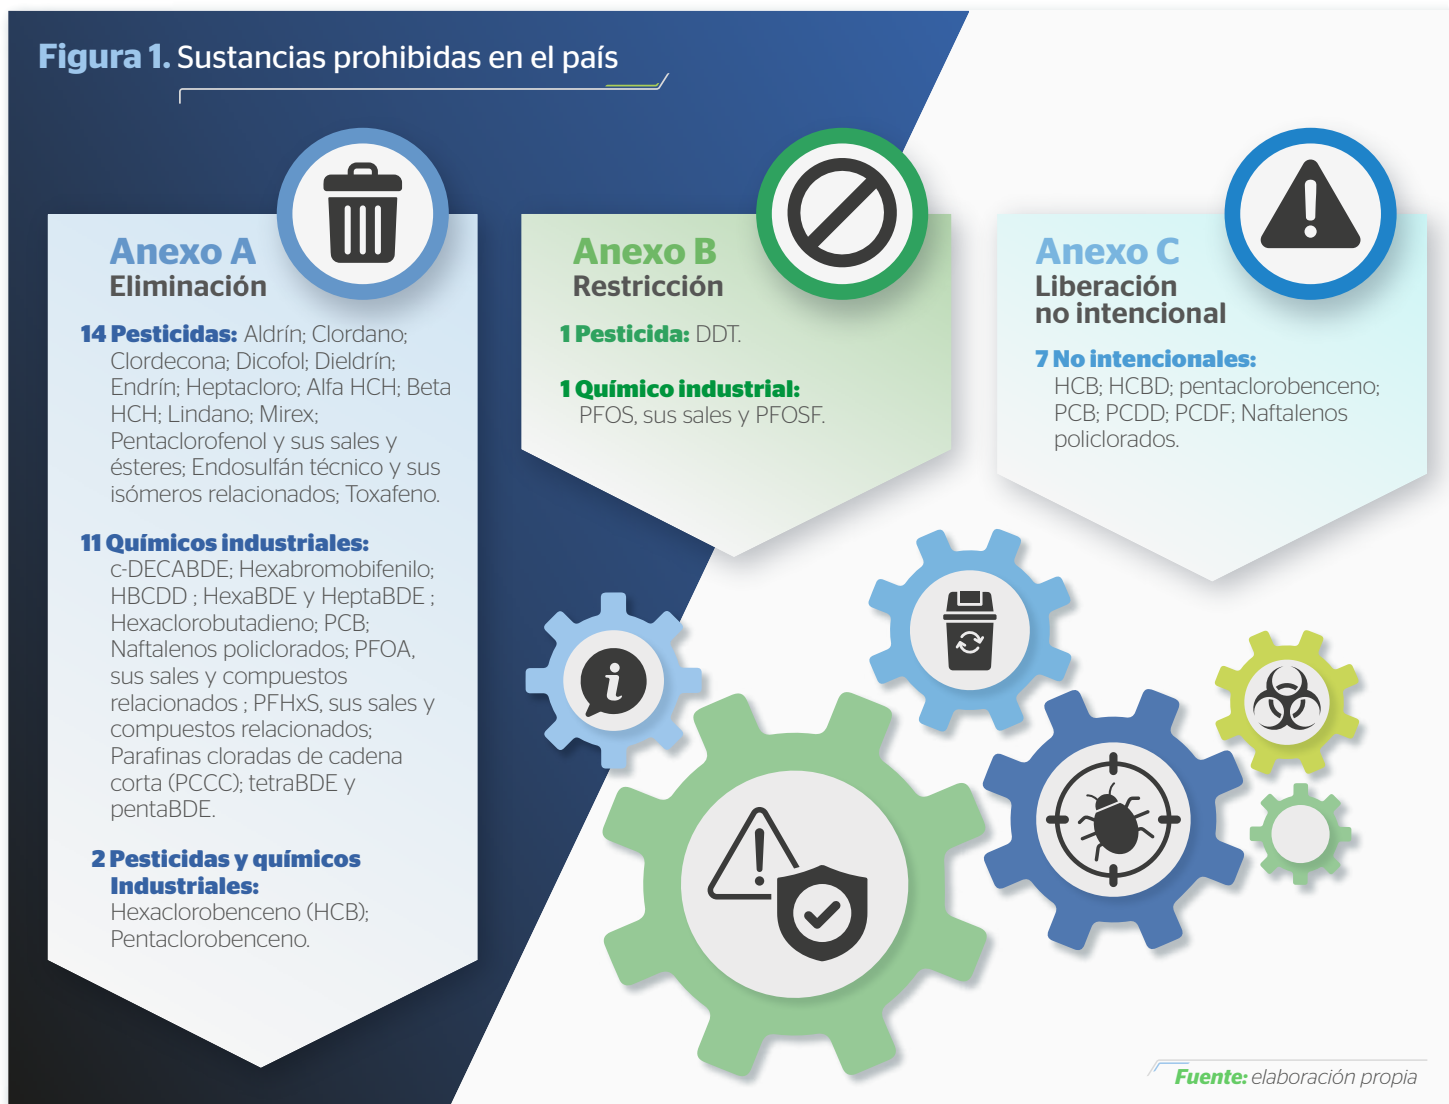 Figura 1. Sustancias prohibidas en el país
Anexo A
Eliminación
14 Pesticidas: Aldrín; Clordano;
Clordecona; Dicofol; Dieldrín;
Endrín; Heptacloro; Alfa HCH; Beta
HCH; Lindano; Mirex;
Pentaclorofenol y sus sales y
ésteres; Endosulfán técnico y sus
isómeros relacionados; Toxafeno.
11 Químicos industriales:
c-DECABDE; Hexabromobifenilo;
HBCDD ; HexaBDE y HeptaBDE ;
Hexaclorobutadieno; PCB;
Naftalenos policlorados; PFOA,
sus sales y compuestos
relacionados ; PFHxS, sus sales y
compuestos relacionados;
Parafinas cloradas de cadena
corta (PCCC); tetraBDE y
pentaBDE.
2 Pesticidas y químicos
Industriales:
Hexaclorobenceno (HCB);
Pentaclorobenceno.
Anexo B
Restricción
1 Pesticida: DDT.
1 Químico industrial:
PFOS, sus sales y PFOSF.
Anexo C
Liberación
no intencional
7 No intencionales:
HCB; HCBD; pentaclorobenceno;
PCB; PCDD; PCDF; Naftalenos
policlorados.
Fuente: elaboración propia